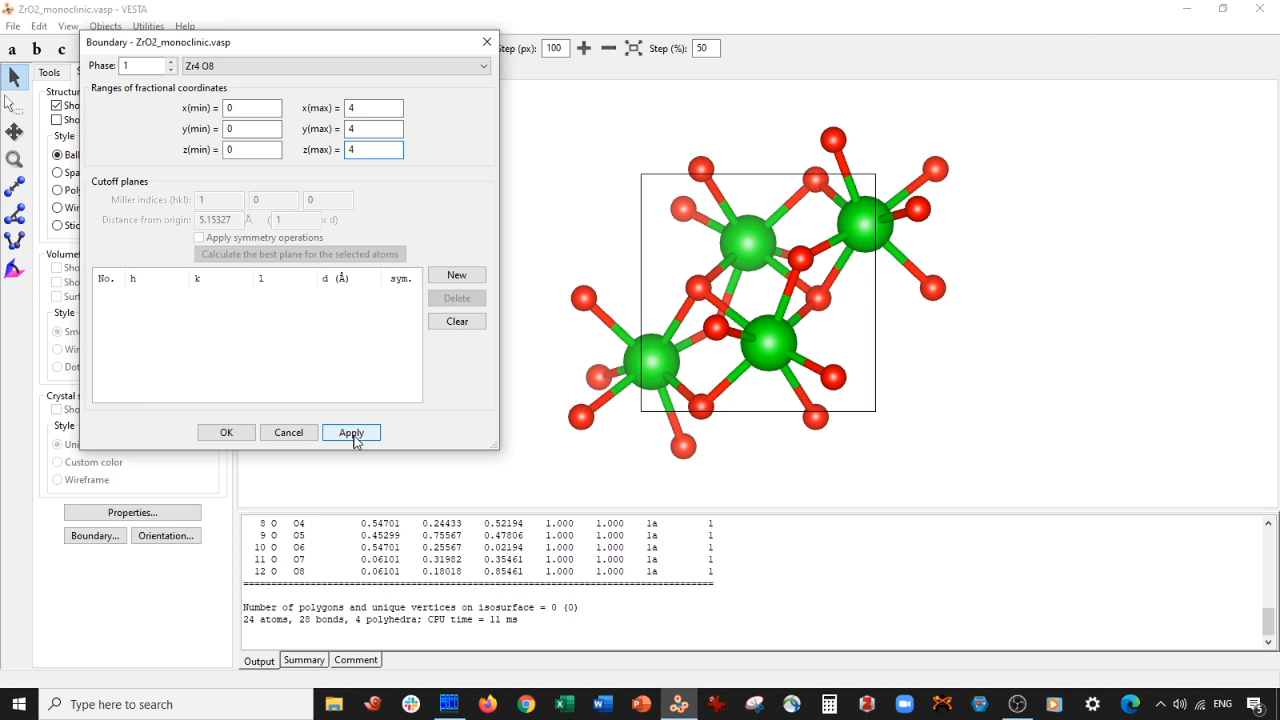 ZrO2_monoclinic.vasp - VESTA
File Edit View Objects Utilities Help
a b c
Step (px): 100 Step (%): 50
Tools
Boundary - ZrO2_monoclinic.vasp
Phase: 1 Zr4 O8
Ranges of fractional coordinates
x(min) = 0 x(max) = 4
y(min) = 0 y(max) = 4
z(min) = 0 z(max) = 4
Cutoff planes
Miller indices (hkl): 1 0 0
Distance from origin: 5.15327 Å ( 1 x d)
Apply symmetry operations
Calculate the best plane for the selected atoms
No. h k l d (Å) sym.
New
Delete
Clear
OK Cancel Apply
Custom color
Wireframe
Properties...
Boundary... Orientation...
8 O O4 0.54701 0.24433 0.52194 1.000 1.000 1a 1
9 O O5 0.45299 0.75567 0.47806 1.000 1.000 1a 1
10 O O6 0.54701 0.25567 0.02194 1.000 1.000 1a 1
11 O O7 0.06101 0.31982 0.35461 1.000 1.000 1a 1
12 O O8 0.06101 0.18018 0.85461 1.000 1.000 1a 1
Number of polygons and unique vertices on isosurface = 0 (0)
24 atoms, 28 bonds, 4 polyhedra; CPU time = 11 ms
Output Summary Comment
Type here to search
ENG
3